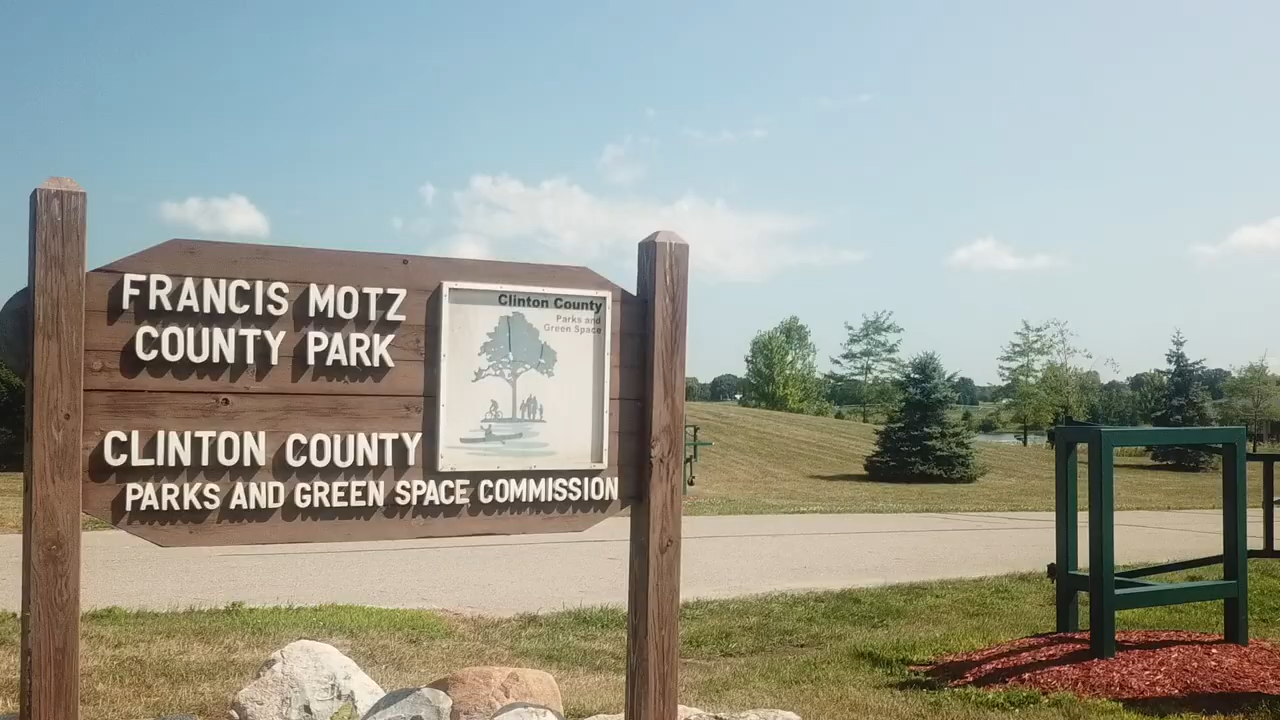 FRANCIS MOTZ
COUNTY PARK
Clinton County
Parks and
Green Space
CLINTON COUNTY
PARKS AND GREEN SPACE COMMISSION